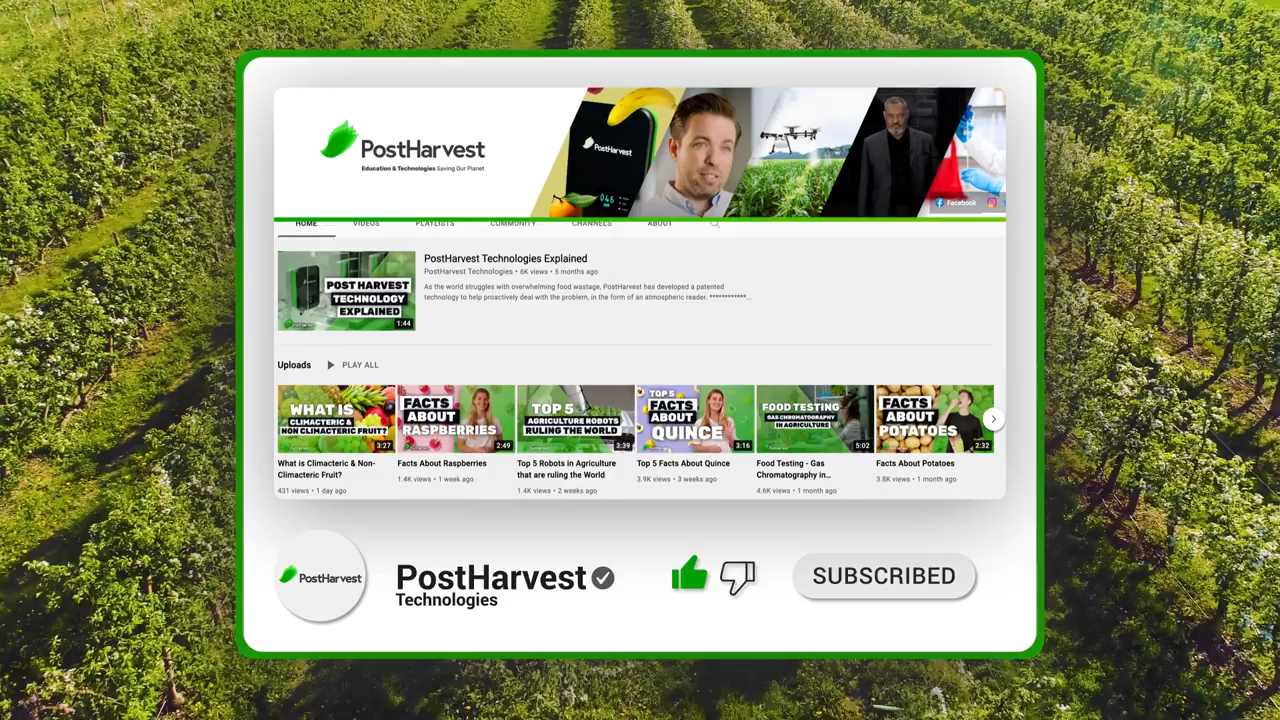 PostHarvest
Education & Technologies Saving Our Planet
PostHarvest
046
Facebook
HOME VIDEOS PLAYLISTS COMMUNITY CHANNELS ABOUT
POST HARVEST
TECHNOLOGY
EXPLAINED
1:44
PostHarvest Technologies Explained
PostHarvest Technologies • 6K views • 5 months ago
As the world struggles with overwhelming food wastage, PostHarvest has developed a patented
technology to help proactively deal with the problem, in the form of an atmospheric reader. ************...
Uploads PLAY ALL
WHAT IS
CLIMACTERIC &
NON CLIMACTERIC FRUIT?
3:27
What is Climacteric & Non-
Climacteric Fruit?
431 views • 1 day ago
FACTS
ABOUT
RASPBERRIES
2:49
Facts About Raspberries
1.4K views • 1 week ago
TOP 5
AGRICULTURE ROBOTS
RULING THE WORLD
3:39
Top 5 Robots in Agriculture
that are ruling the World
1.4K views • 2 weeks ago
TOP 5
FACTS
ABOUT
QUINCE
3:16
Top 5 Facts About Quince
3.9K views • 3 weeks ago
FOOD TESTING
GAS CHROMATOGRAPHY
IN AGRICULTURE
5:02
Food Testing - Gas
Chromatography in...
4.6K views • 1 month ago
FACTS
ABOUT
POTATOES
2:32
Facts About Potatoes
3.8K views • 1 month ago
PostHarvest
PostHarvest
Technologies
SUBSCRIBED